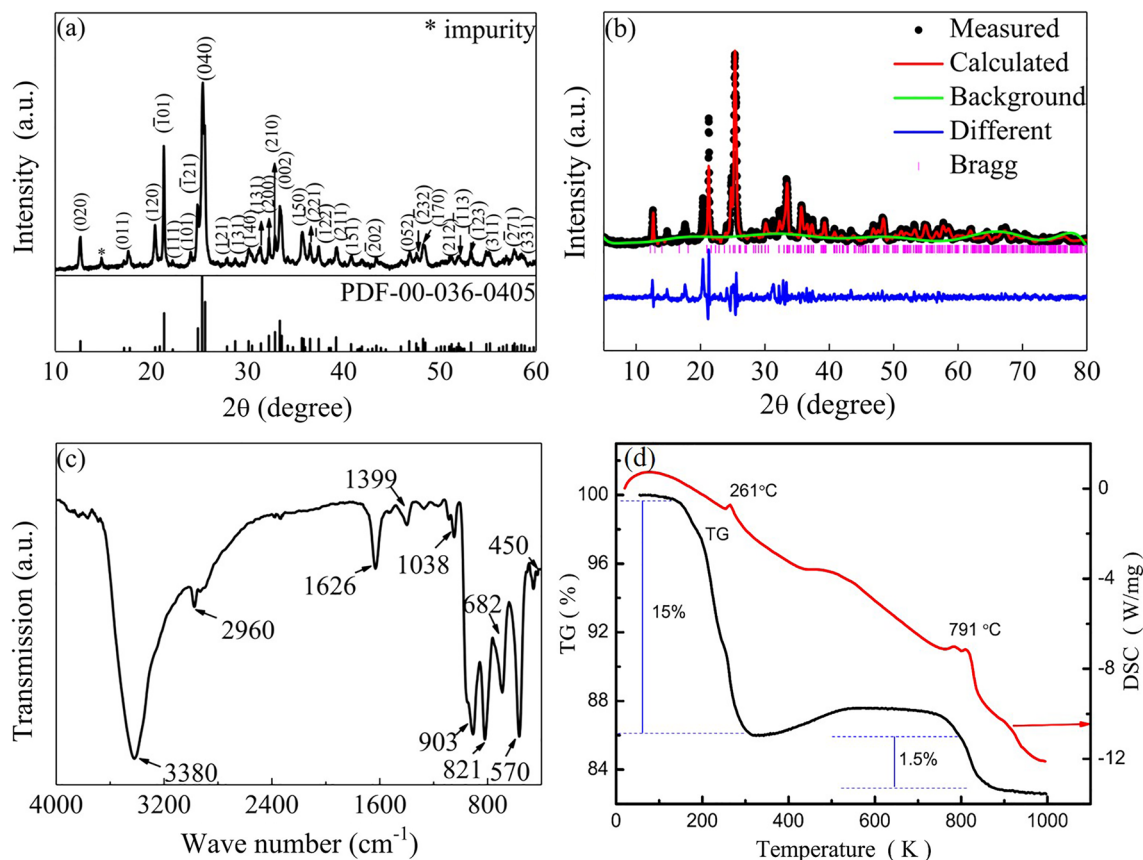 (a)
* impurity
(020)
*
(011)
(120)
(1̅01)
(111)
(101)
(1̅21)
(040)
(121)
(131)
(140)
(131)
(200)
(210)
(002)
(150)
(221)
(122)
(211)
(151)
(202)
(052)
(232)
(170)
(212)
(113)
(123)
(311)
(271)
(331)
Intensity (a.u.)
PDF-00-036-0405
10 20 30 40 50 60
2θ (degree)
(b)
Measured
Calculated
Background
Different
Bragg
Intensity (a.u.)
10 20 30 40 50 60 70 80
2θ (degree)
(c)
1399
1038
450
1626
682
2960
903
821
570
3380
Transmission (a.u.)
4000 3200 2400 1600 800
Wave number (cm-1)
(d)
261°C
TG
15%
791 °C
1.5%
100
96
92
88
84
TG ( % )
0
-4
-8
-12
DSC ( W/mg )
0 200 400 600 800 1000
Temperature ( K )